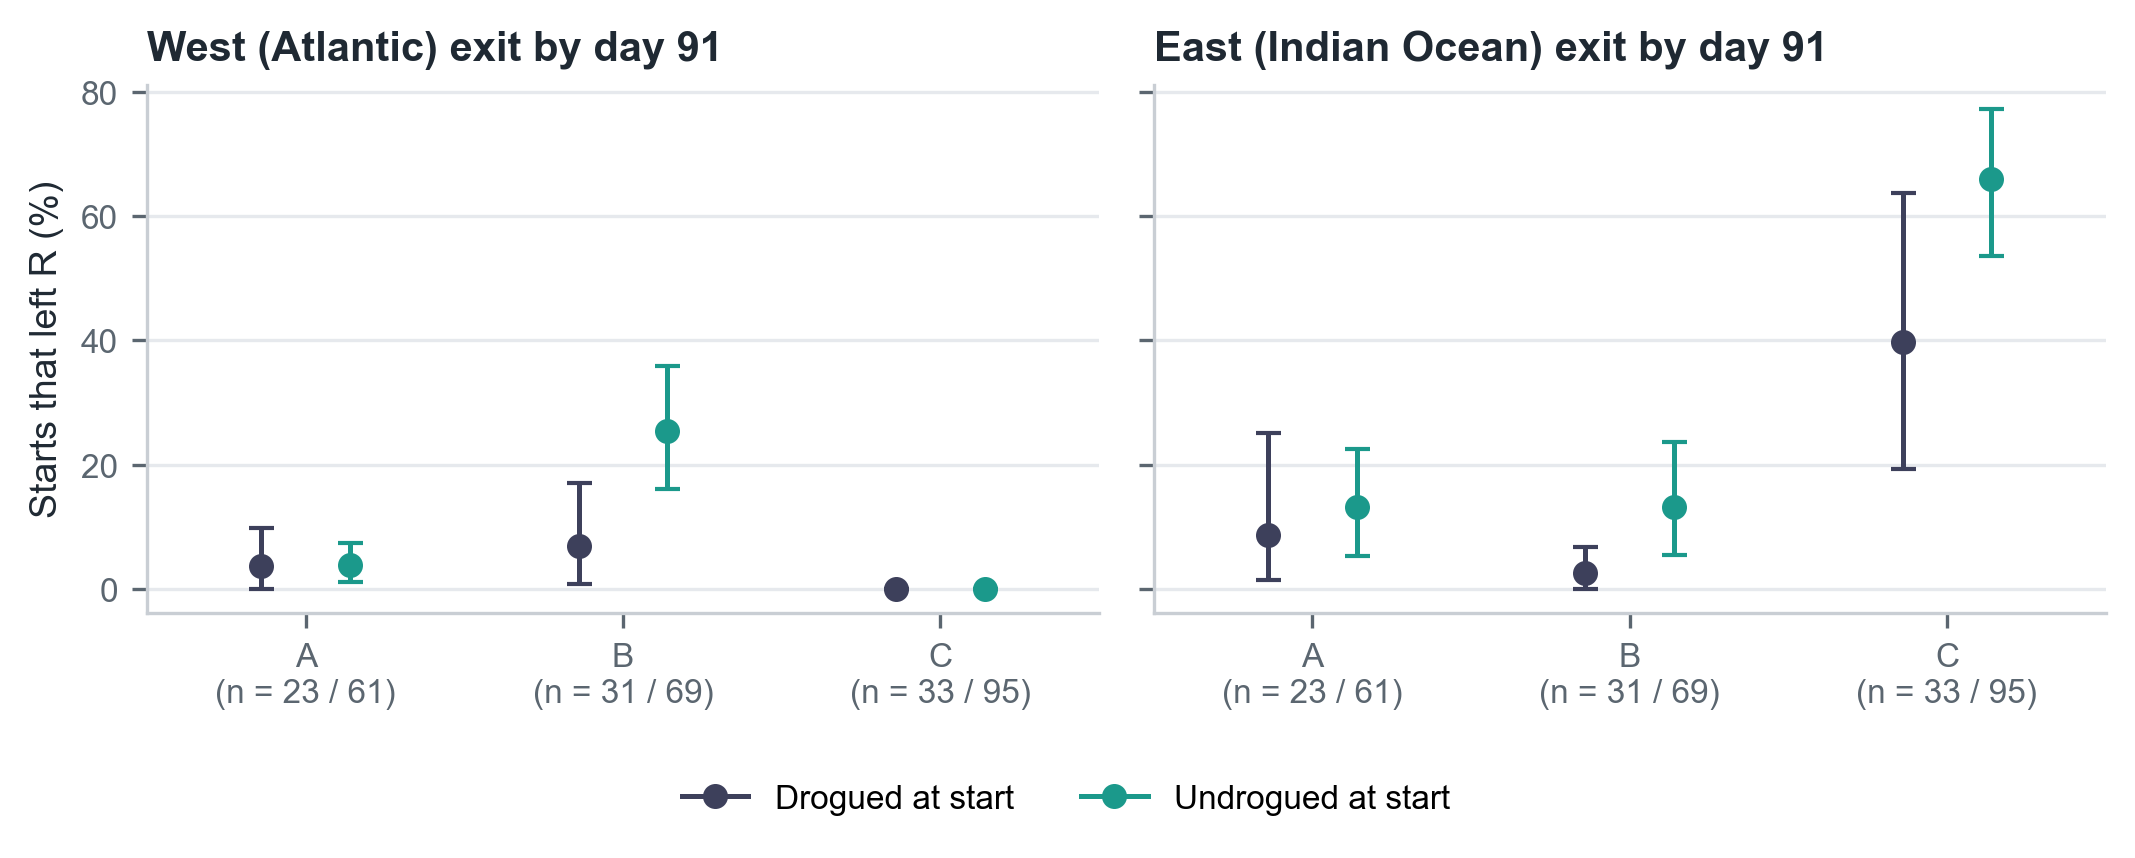 West (Atlantic) exit by day 91
East (Indian Ocean) exit by day 91
Starts that left R (%)
80
60
40
20
0
A
(n = 23 / 61)
B
(n = 31 / 69)
C
(n = 33 / 95)
A
(n = 23 / 61)
B
(n = 31 / 69)
C
(n = 33 / 95)
Drogued at start
Undrogued at start